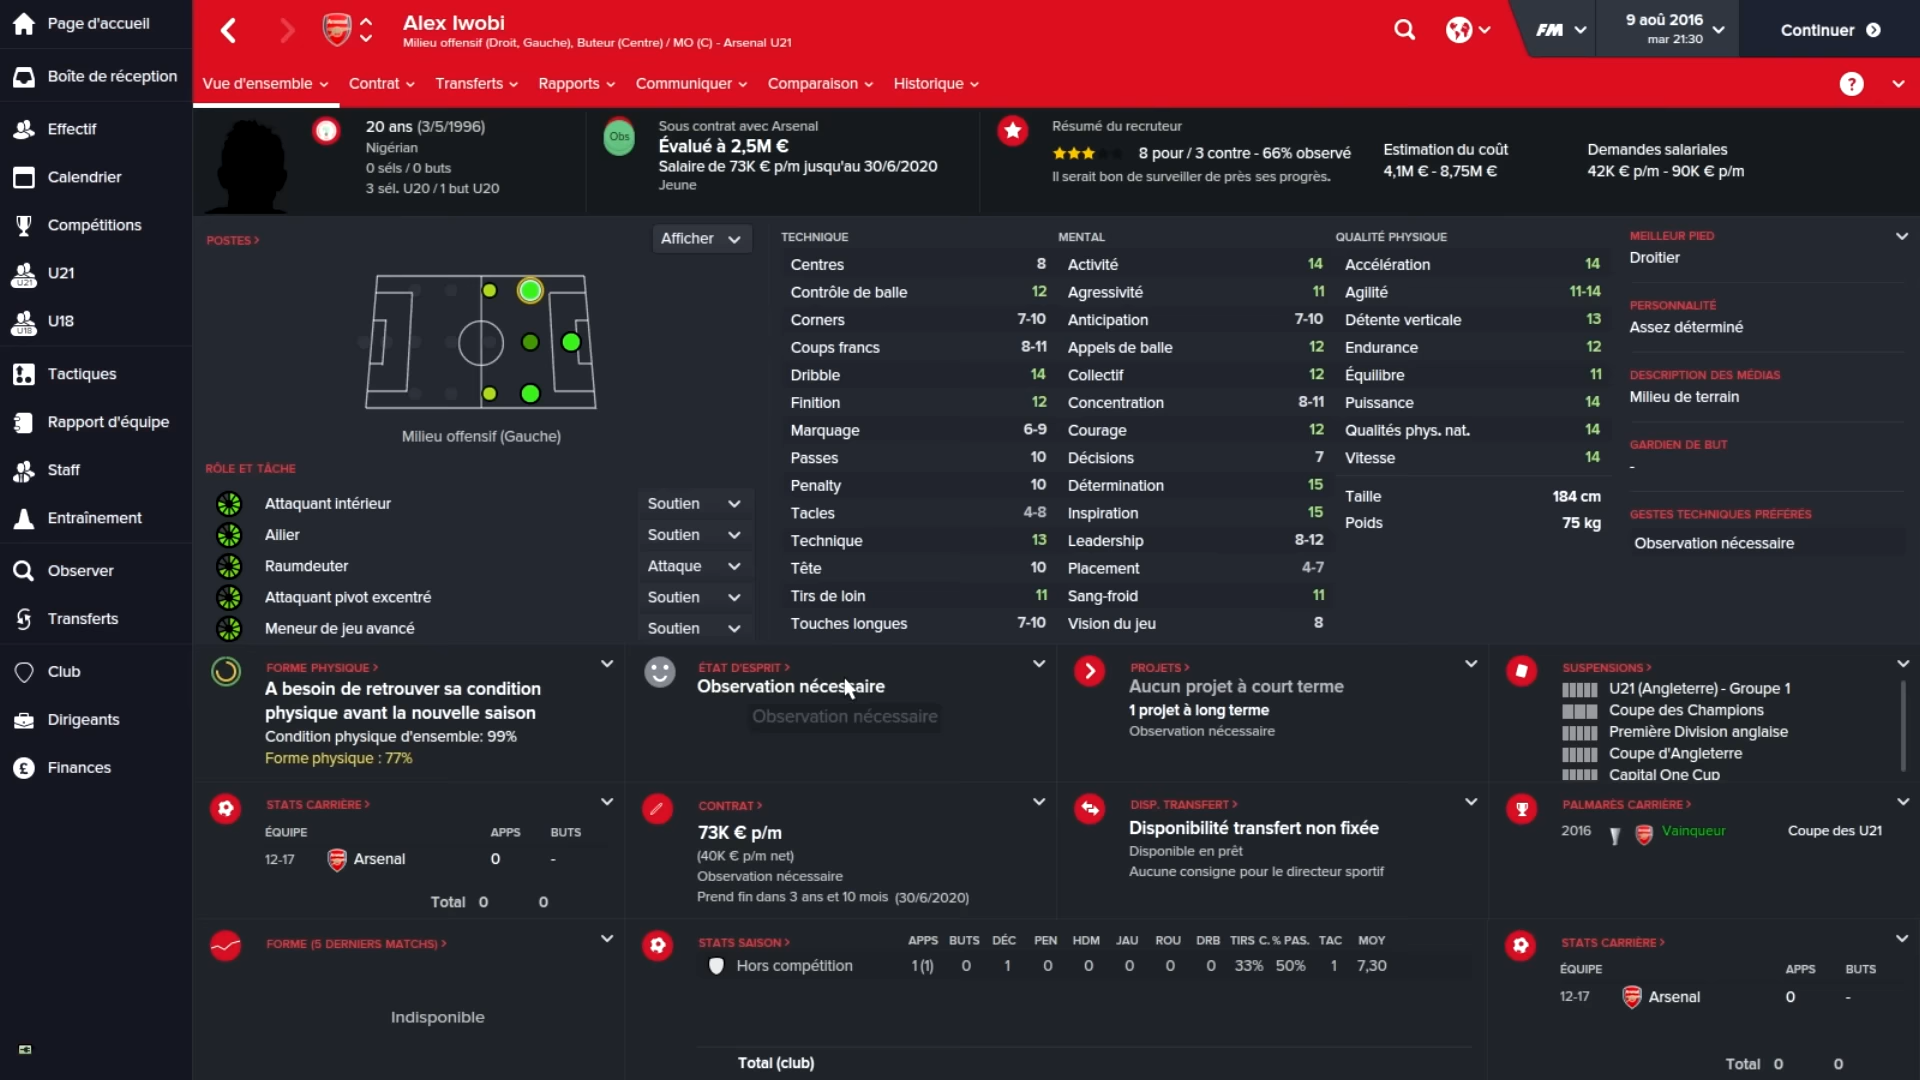 Page d'accueil
Boîte de réception
Effectif
Calendrier
Compétitions
U21
U21
U18
U18
Tactiques
Rapport d'équipe
Staff
Entraînement
Observer
Transferts
Club
Dirigeants
Finances
Alex Iwobi
Milieu offensif (Droit, Gauche), Buteur (Centre) / MO (C) - Arsenal U21
FM
9 aoû 2016
mar 21:30
Continuer
Vue d'ensemble
Contrat
Transferts
Rapports
Communiquer
Comparaison
Historique
?
20 ans (3/5/1996)
Nigérian
0 séls / 0 buts
3 sél. U20 / 1 but U20
Obs
Sous contrat avec Arsenal
Évalué à 2,5M €
Salaire de 73K € p/m jusqu'au 30/6/2020)
Jeune
Résumé du recruteur
8 pour / 3 contre - 66% observé
Il serait bon de surveiller de près ses progrès.
Estimation du coût
4,1M € - 8,75M €
Demandes salariales
42K € p/m - 90K € p/m
POSTES >
Afficher
Milieu offensif (Gauche)
RÔLE ET TÂCHE
Attaquant intérieur Soutien
Ailier Soutien
Raumdeuter Attaque
Attaquant pivot excentré Soutien
Meneur de jeu avancé Soutien
TECHNIQUE
Centres 8
Contrôle de balle 12
Corners 7-10
Coups francs 8-11
Dribble 14
Finition 12
Marquage 6-9
Passes 10
Penalty 10
Tacles 4-8
Technique 13
Tête 10
Tirs de loin 11
Touches longues 7-10
MENTAL
Activité 14
Agressivité 11
Anticipation 7-10
Appels de balle 12
Collectif 12
Concentration 8-11
Courage 12
Décisions 7
Détermination 15
Inspiration 15
Leadership 8-12
Placement 4-7
Sang-froid 11
Vision du jeu 8
QUALITÉ PHYSIQUE
Accélération 14
Agilité 11-14
Détente verticale 13
Endurance 12
Équilibre 11
Puissance 14
Qualités phys. nat. 14
Vitesse 14
Taille 184 cm
Poids 75 kg
MEILLEUR PIED
Droitier
PERSONNALITÉ
Assez déterminé
DESCRIPTION DES MÉDIAS
Milieu de terrain
GARDIEN DE BUT
-
GESTES TECHNIQUES PRÉFÉRÉS
Observation nécessaire
FORME PHYSIQUE >
A besoin de retrouver sa condition
physique avant la nouvelle saison
Condition physique d'ensemble: 99%
Forme physique : 77%
ÉTAT D'ESPRIT >
Observation nécessaire
Observation nécessaire
PROJETS >
Aucun projet à court terme
1 projet à long terme
Observation nécessaire
SUSPENSIONS >
U21 (Angleterre) - Groupe 1
Coupe des Champions
Première Division anglaise
Coupe d'Angleterre
Capital One Cup
STATS CARRIÈRE >
ÉQUIPE APPS BUTS
12-17 Arsenal 0 -
Total 0 0
CONTRAT >
73K € p/m
(40K € p/m net)
Observation nécessaire
Prend fin dans 3 ans et 10 mois (30/6/2020)
DISP. TRANSFERT >
Disponibilité transfert non fixée
Disponible en prêt
Aucune consigne pour le directeur sportif
PALMARÈS CARRIÈRE >
2016 Vainqueur Coupe des U21
FORME (5 DERNIERS MATCHS) >
Indisponible
STATS SAISON > APPS BUTS DÉC PEN HDM JAU ROU DRB TIRS C. % PAS. TAC MOY
Hors compétition 1 (1) 0 1 0 0 0 0 0 33% 50% 1 7,30
Total (club)
STATS CARRIÈRE >
ÉQUIPE APPS BUTS
12-17 Arsenal 0 -
Total 0 0